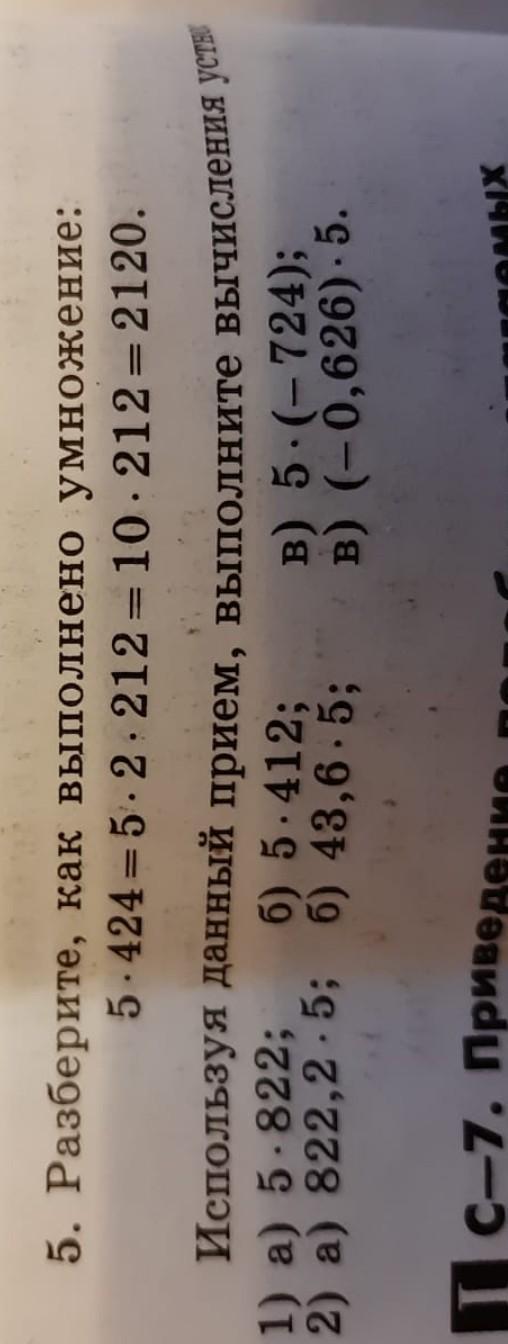 5. Разберите, как выполнено умножение:
5 · 424 = 5 · 2 · 212 = 10 · 212 = 2120.
Используя данный прием, выполните вычисления
1) а) 5 · 822; б) 5 · 412; в) 5 · (– 724);
2) а) 822,2 · 5; б) 43,6 · 5; в) (– 0,626) · 5.
С–7. Приведение